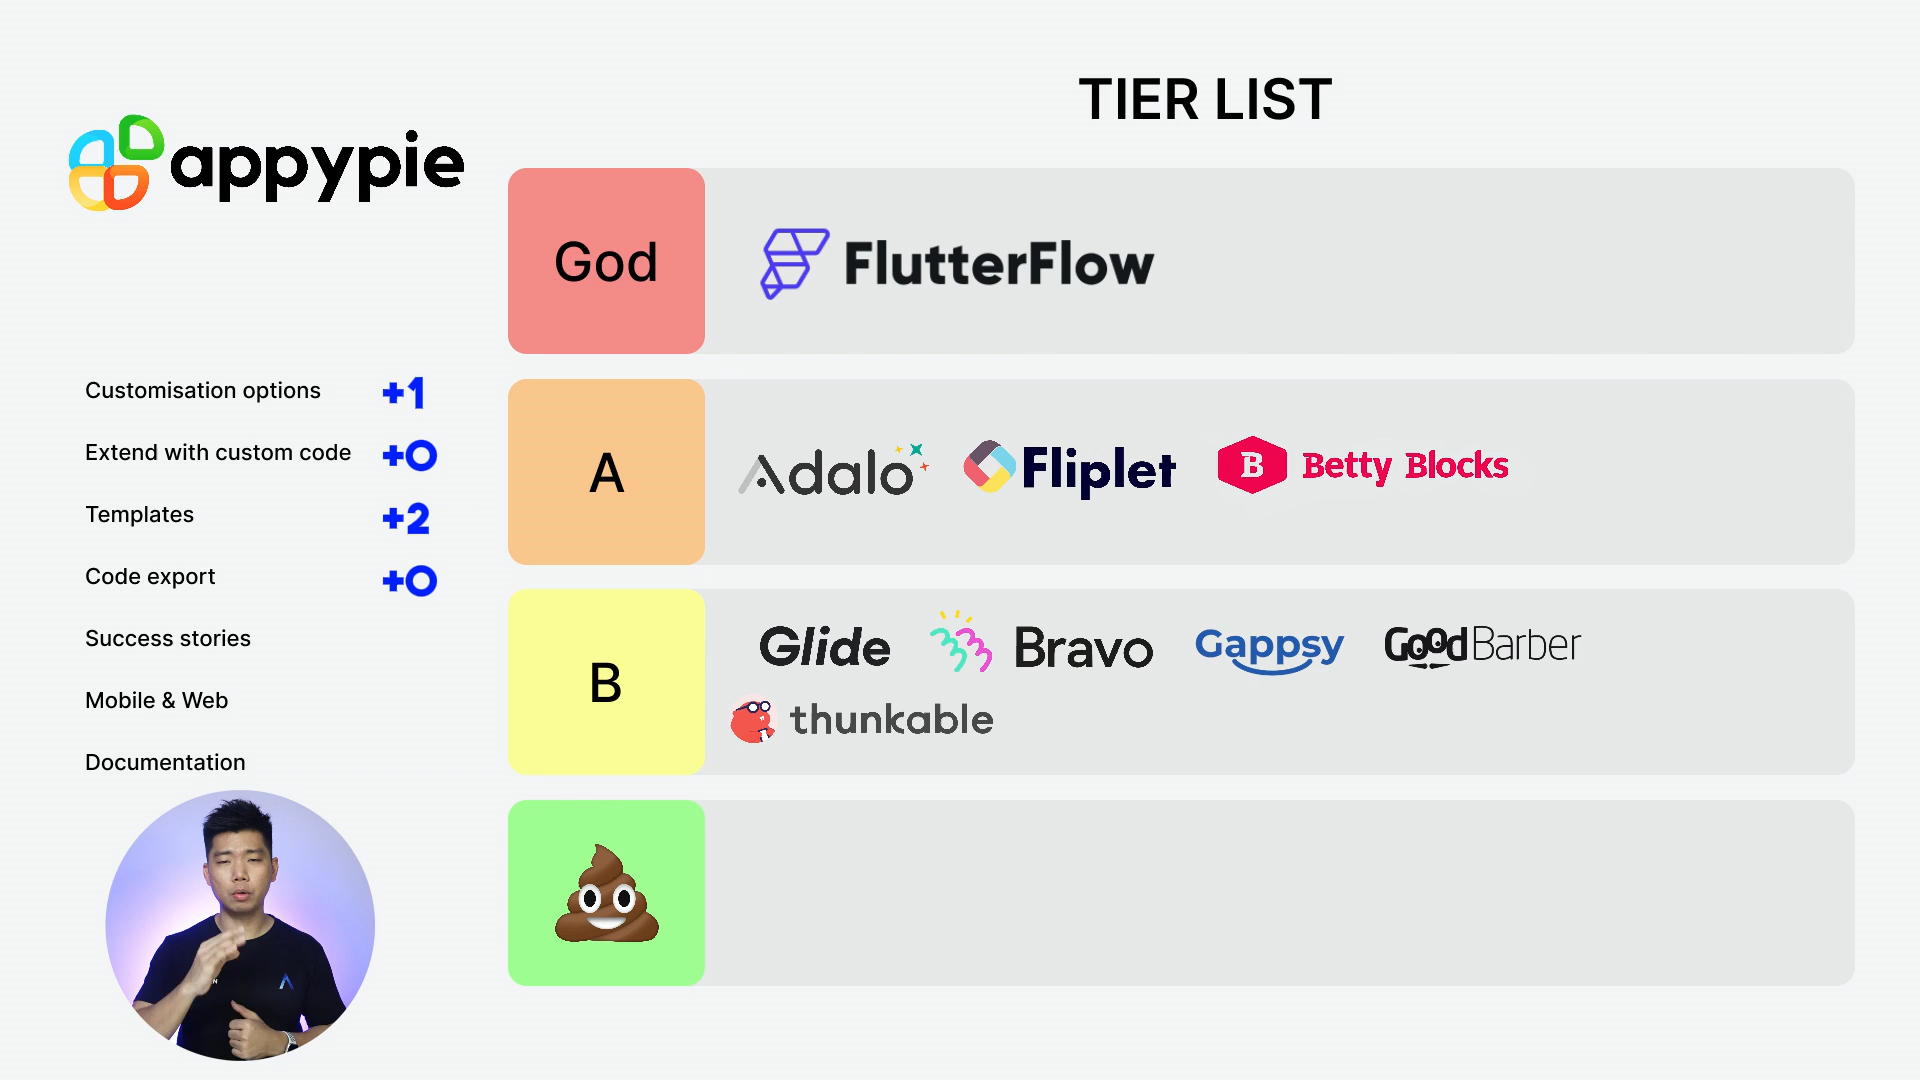 TIER LIST
appypie
God
FlutterFlow
Customisation options +1
Extend with custom code +0
Templates +2
Code export +0
Success stories
Mobile & Web
Documentation
A
Adalo
Fliplet
B Betty Blocks
B
Glide
Bravo
Gappsy
GoodBarber
thunkable